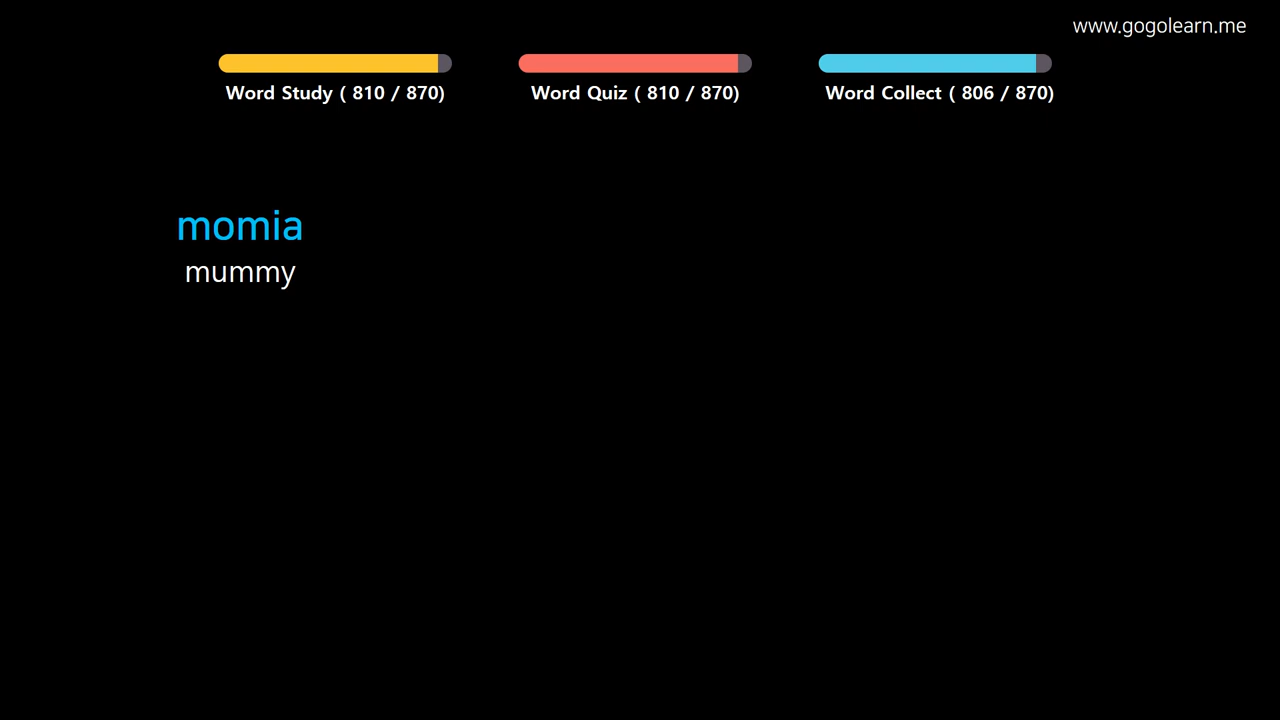 www.gogolearn.me
Word Study ( 810 / 870)
Word Quiz ( 810 / 870)
Word Collect ( 806 / 870)
momia
mummy